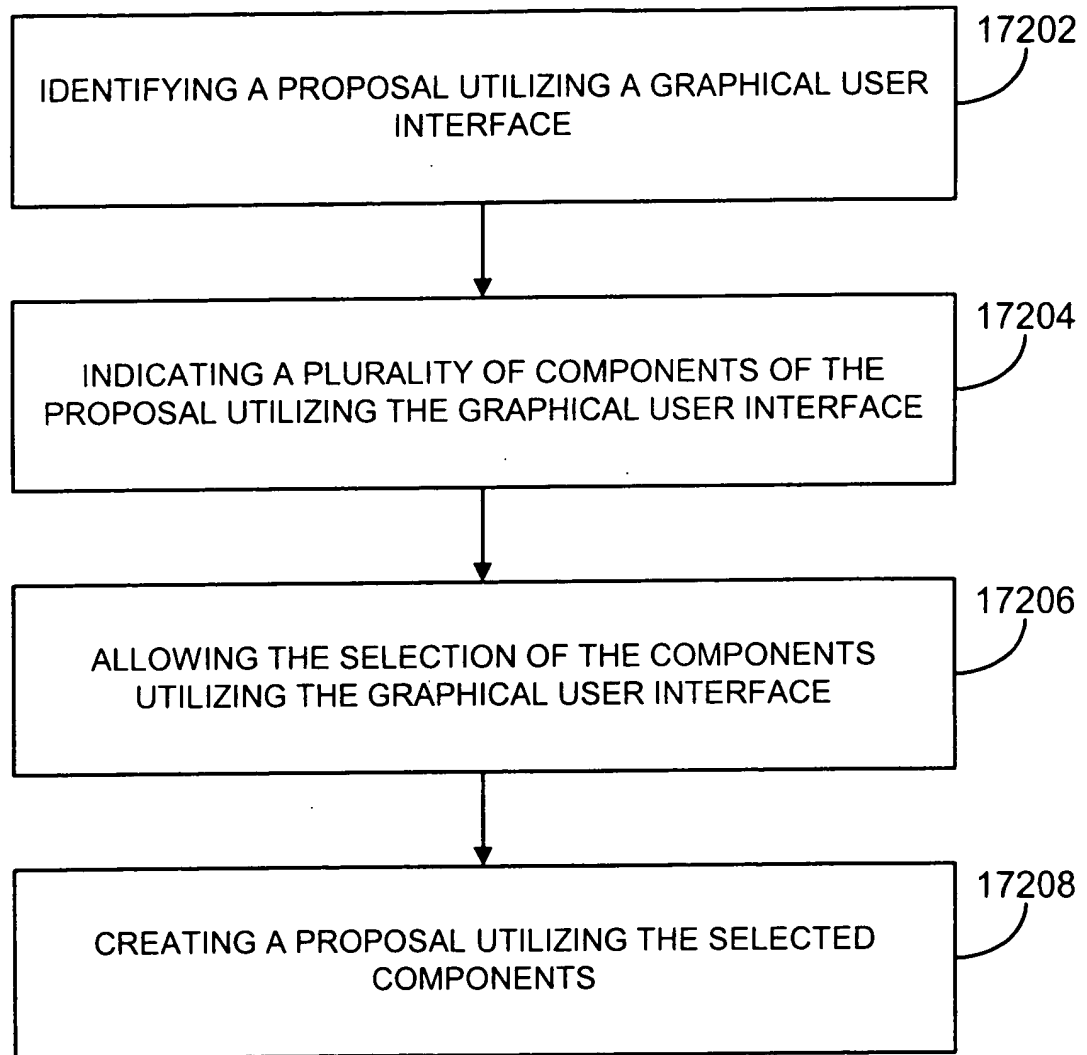 17202
IDENTIFYING A PROPOSAL UTILIZING A GRAPHICAL USER
INTERFACE
17204
INDICATING A PLURALITY OF COMPONENTS OF THE
PROPOSAL UTILIZING THE GRAPHICAL USER INTERFACE
17206
ALLOWING THE SELECTION OF THE COMPONENTS
UTILIZING THE GRAPHICAL USER INTERFACE
17208
CREATING A PROPOSAL UTILIZING THE SELECTED
COMPONENTS